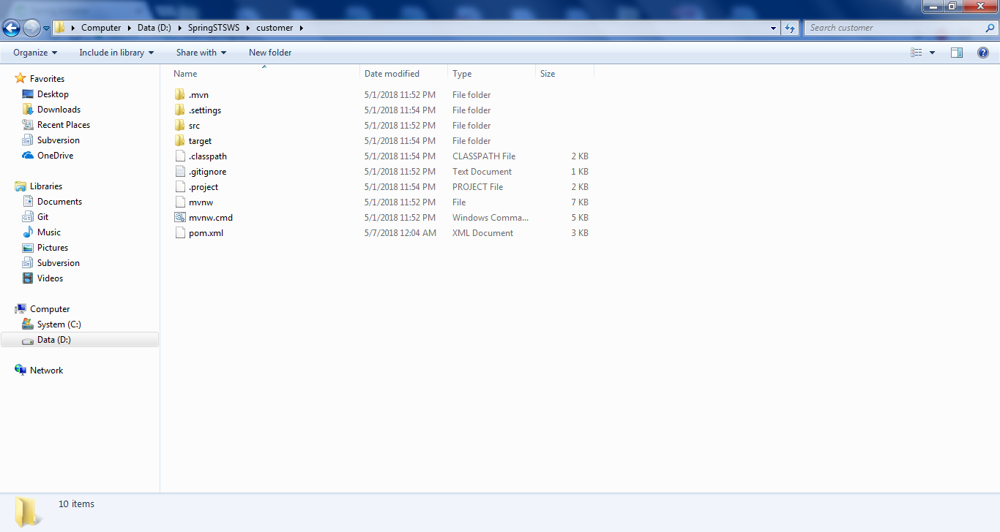 Computer Data (D:) SpringSTSWS customer Search customer
Organize Include in library Share with New folder
Favorites
Desktop
Downloads
Recent Places
Subversion
OneDrive
Libraries
Documents
Git
Music
Pictures
Subversion
Videos
Computer
System (C:)
Data (D:)
Network
Name Date modified Type Size
.mvn 5/1/2018 11:52 PM File folder
.settings 5/1/2018 11:54 PM File folder
src 5/1/2018 11:52 PM File folder
target 5/1/2018 11:54 PM File folder
.classpath 5/1/2018 11:54 PM CLASSPATH File 2 KB
.gitignore 5/1/2018 11:52 PM Text Document 1 KB
.project 5/1/2018 11:54 PM PROJECT File 2 KB
mvnw 5/1/2018 11:52 PM File 7 KB
mvnw.cmd 5/1/2018 11:52 PM Windows Comma... 5 KB
pom.xml 5/7/2018 12:04 AM XML Document 3 KB
10 items